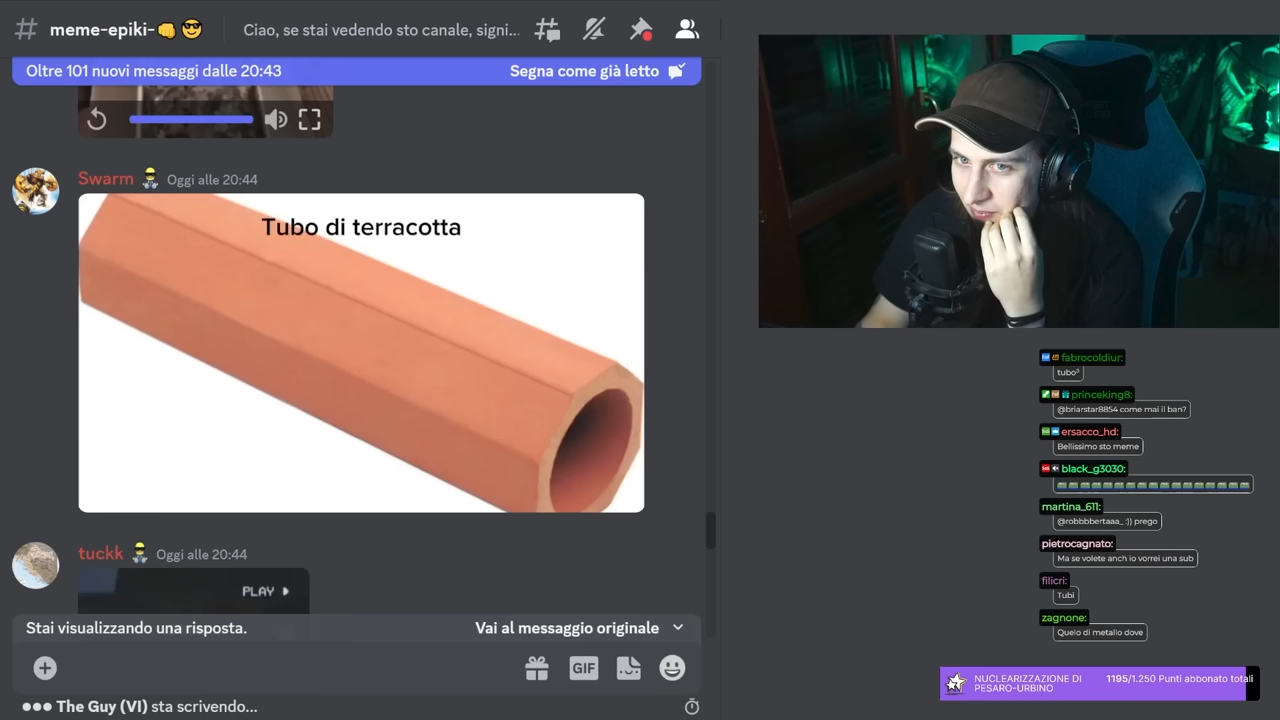 meme-epiki-👊😎
Ciao, se stai vedendo sto canale, signi...
Oltre 101 nuovi messaggi dalle 20:43
Segna come già letto
Swarm
Oggi alle 20:44
Tubo di terracotta
tuckk
Oggi alle 20:44
PLAY
Stai visualizzando una risposta.
Vai al messaggio originale
GIF
The Guy (VI) sta scrivendo...
fabrocoldiur:
tubo³
princeking8:
@briarstar8854 come mai il ban?
ersacco_hd:
Bellissimo sto meme
black_g3030:
martina_611:
@robbbbertaaa_ :)) prego
pietrocagnato:
Ma se volete anch io vorrei una sub
filicri:
Tubi
zagnone:
Quelo di metallo dove
NUCLEARIZZAZIONE DI
PESARO-URBINO
1195/1.250 Punti abbonato totali